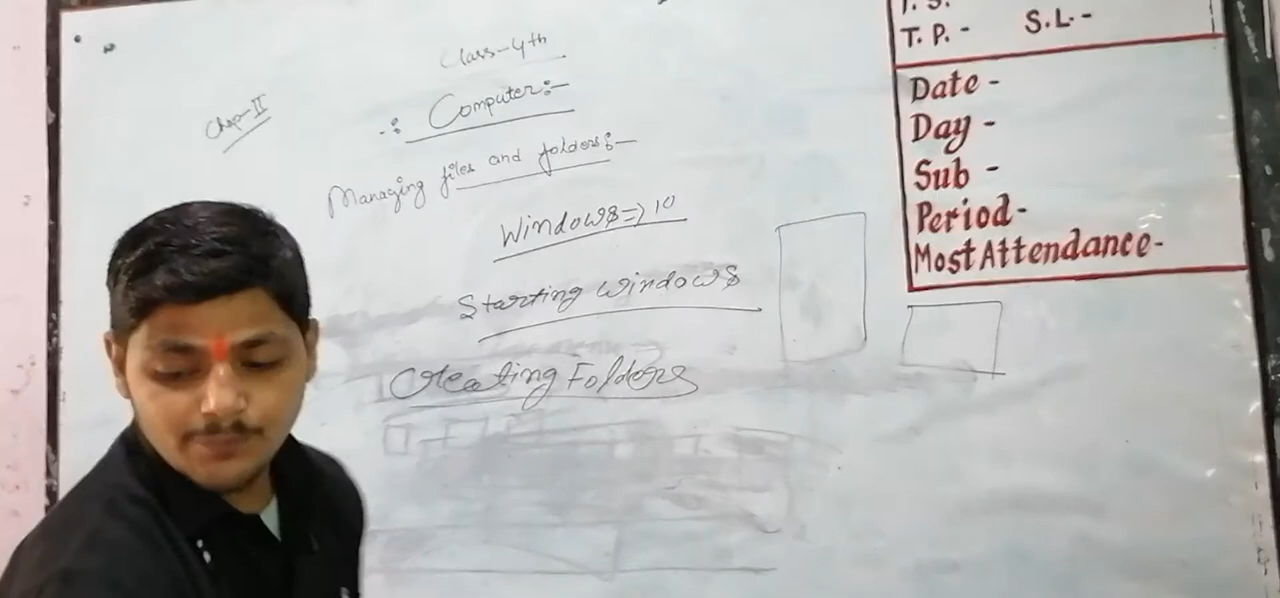 Class-4th
Chap-II
-: Computer:-
Managing files and folders:-
Windows=>10
Starting windows
Creating Folders
T. P. - S.L.-
Date -
Day -
Sub -
Period-
Most Attendance-